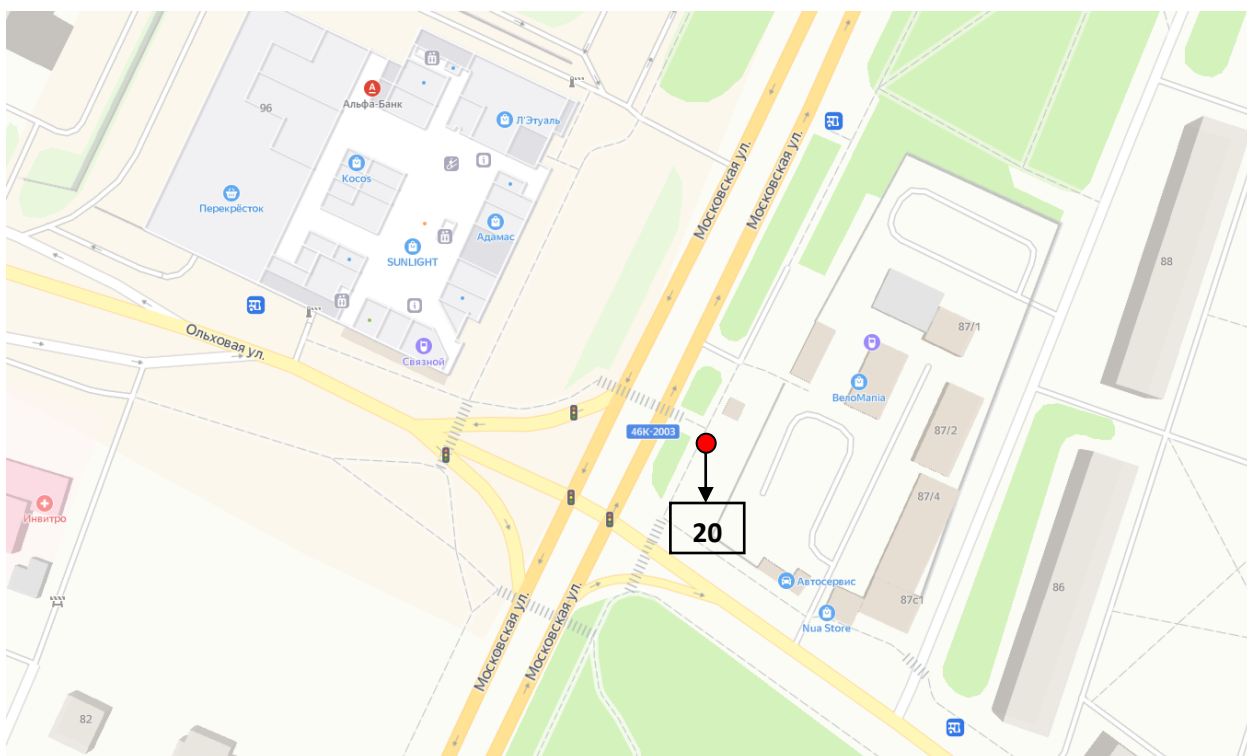 96
Альфа-Банк
Л'Этуаль
Kocos
Перекрёсток
Адамас
SUNLIGHT
Связной
Ольховая ул.
Московская ул.
Московская ул.
88
87/1
ВелоMania
87/2
46К-2003
87/4
20
Инвитро
Автосервис
87с1
86
Nua Store
Московская ул.
Московская ул.
82